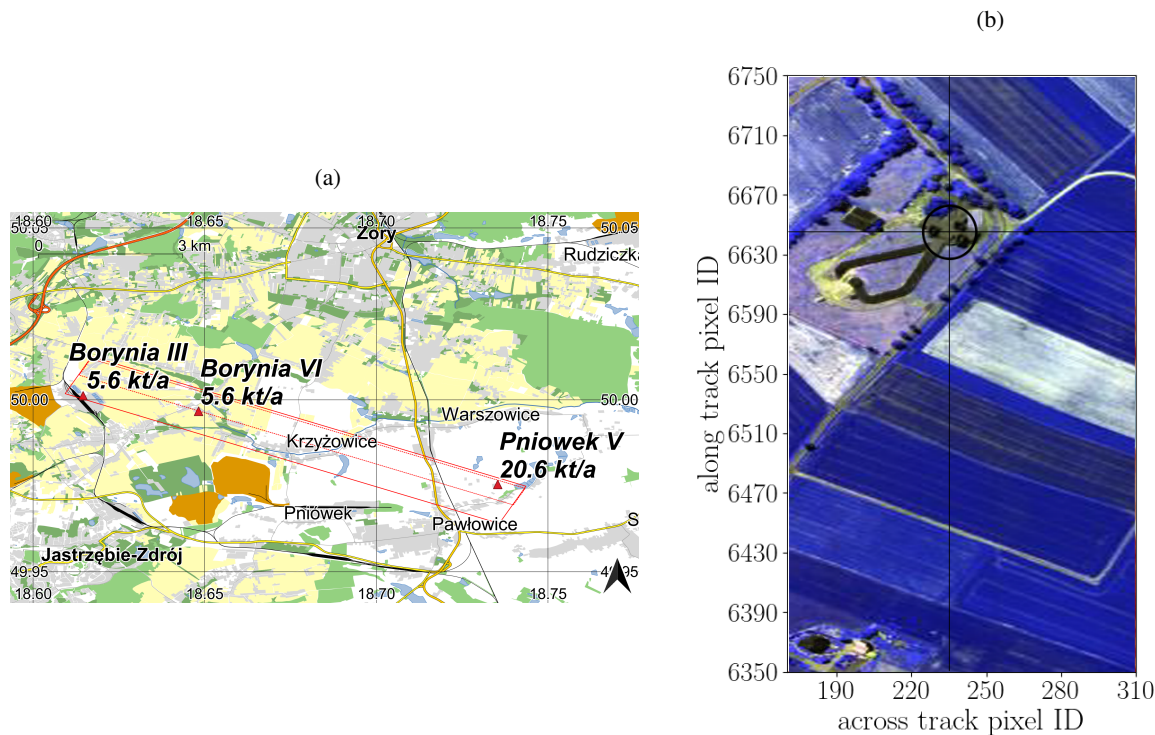 (a)
18.60
18.65
18.70
18.75
50.05
50.05
0
3 km
Żory
Rudziczka
Borynia III
5.6 kt/a
Borynia VI
5.6 kt/a
50.00
50.00
Warszowice
Krzyżowice
Pniowek V
20.6 kt/a
Pniówek
Pawłowice
S
Jastrzębie-Zdrój
49.95
49.95
18.60
18.65
18.70
18.75
(b)
along track pixel ID
6750
6710
6670
6630
6590
6550
6510
6470
6430
6390
6350
190
220
250
280
310
across track pixel ID